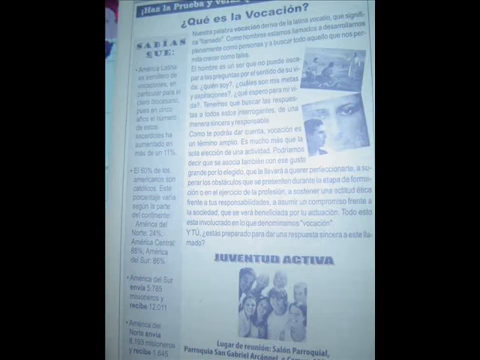 ¡Haz la Prueba y verás
¿Qué es la Vocación?
Nuestra palabra vocación deriva de la latina vocatio, que signifi-
ca "llamado". Como hombres estamos llamados a desarrollarnos
plenamente como personas y a buscar todo aquello que nos per-
mita crecer como tales.
El hombre es un ser que no puede esca-
par a las preguntas por el sentido de su vi-
da. ¿quién soy?, ¿cuáles son mis metas
y aspiraciones?, ¿qué espero para mi vi-
da?. Tenemos que buscar las respues-
tas a todos estos interrogantes, de una
manera sincera y responsable.
Como te podrás dar cuenta, vocación es
un término amplio. Es mucho más que la
sola elección de una actividad. Podríamos
decir que se asocia también con ese gusto
grande por lo elegido, que le llevará a querer perfeccionarte, a supe-
rar los obstáculos que se presenten durante la etapa de forma-
ción o en el ejercicio de la profesión, a sostener una actitud ética
frente a tus responsabilidades, a asumir un compromiso frente a
la sociedad, que se verá beneficiada por tu actuación. Todo esto
está involucrado en lo que denominamos "vocación".
Y TÚ, ¿estás preparado para dar una respuesta sincera a este lla-
mado?
SABÍAS
QUE:
• América Latina
es semillero de
vocaciones, en
particular para el
clero diocesano,
pues en cinco
años el número
de esos
eclesiásticos ha
aumentado en
más de un 11%.
• El 60% de los
americanos son
católicos. Este
porcentaje varía
según la parte
del continente:
América del
Norte: 24%,
América Central:
86%, América
del Sur: 86%
• América del Sur
envía 5.785
misioneros y
recibe 12.011
• América del
Norte envía
8.193 misioneros
y recibe 1.645
JUVENTUD ACTIVA
Lugar de reunión: Salón Parroquial,
Parroquia San Gabriel Arcángel,